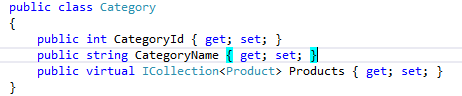 public class Category
{
public int CategoryId { get; set; }
public string CategoryName { get; set; }
public virtual ICollection<Product> Products { get; set; }
}